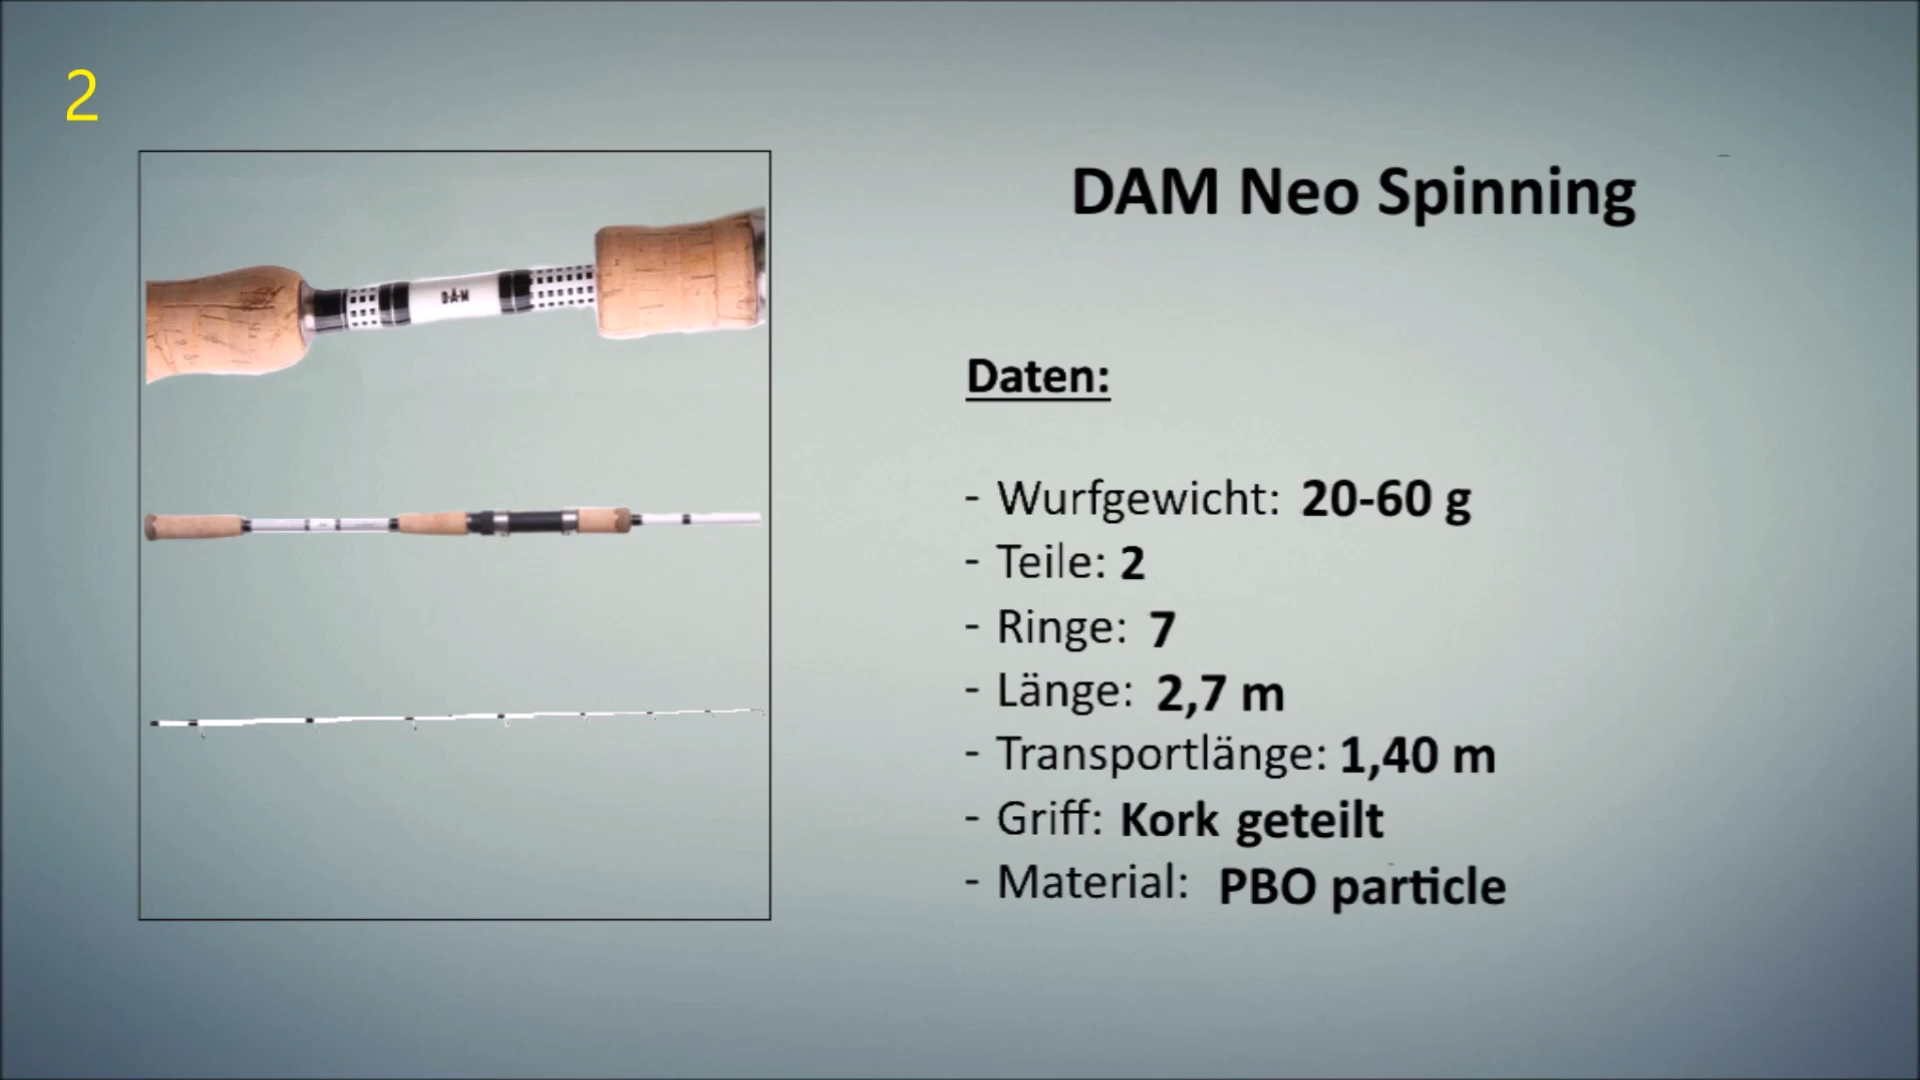 2
DAM Neo Spinning
D·A·M
Daten:
- Wurfgewicht: 20-60 g
- Teile: 2
- Ringe: 7
- Länge: 2,7 m
- Transportlänge: 1,40 m
- Griff: Kork geteilt
- Material: PBO particle